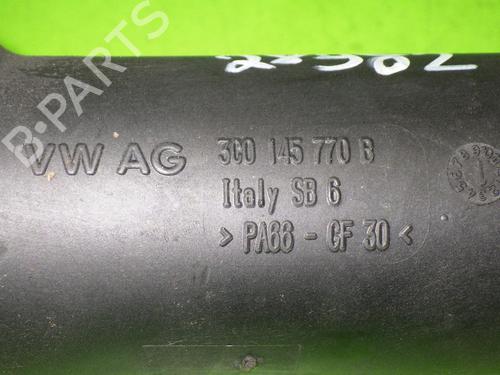 VW AG
3C0 145 770 B
Italy SB 6
> PA66 - GF 30 <
B-PARTS